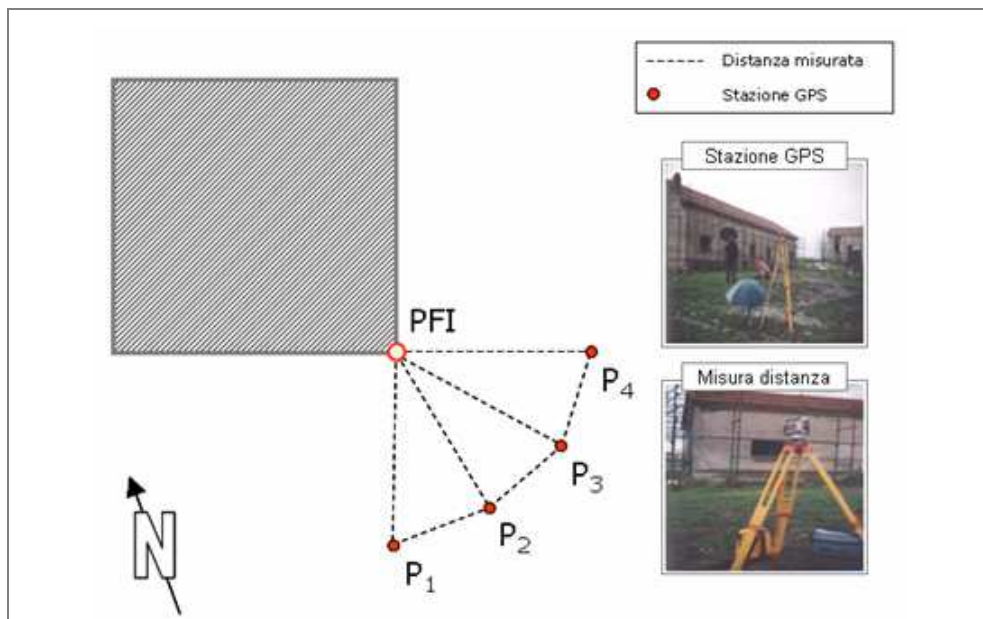 Distanza misurata
Stazione GPS
Stazione GPS
PFI
P₄
Misura distanza
P₃
P₂
P₁
N